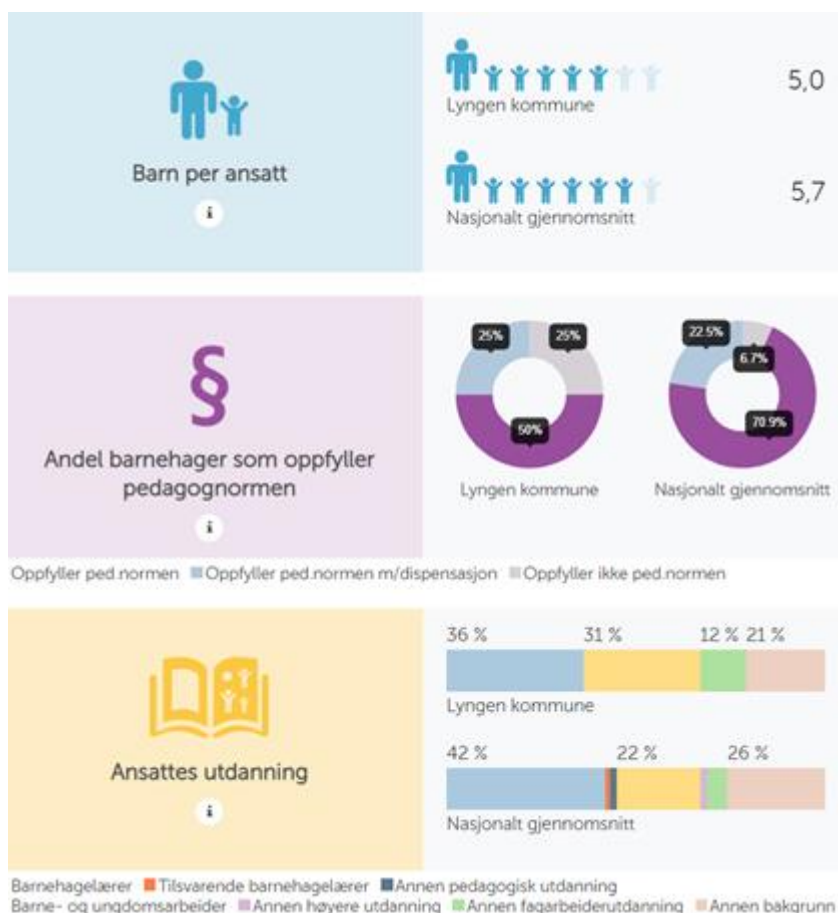 Barn per ansatt
i
Lyngen kommune
5,0
Nasjonalt gjennomsnitt
5,7
§
Andel barnehager som oppfyller
pedagognormen
i
25%
25%
50%
Lyngen kommune
22.5%
6.7%
70.9%
Nasjonalt gjennomsnitt
Oppfyller ped.normen Oppfyller ped.normen m/dispensasjon Oppfyller ikke ped.normen
Ansattes utdanning
i
36 % 31 % 12 % 21 %
Lyngen kommune
42 % 22 % 26 %
Nasjonalt gjennomsnitt
Barnehagelærer Tilsvarende barnehagelærer Annen pedagogisk utdanning
Barne- og ungdomsarbeider Annen høyere utdanning Annen fagarbeiderutdanning Annen bakgrunn